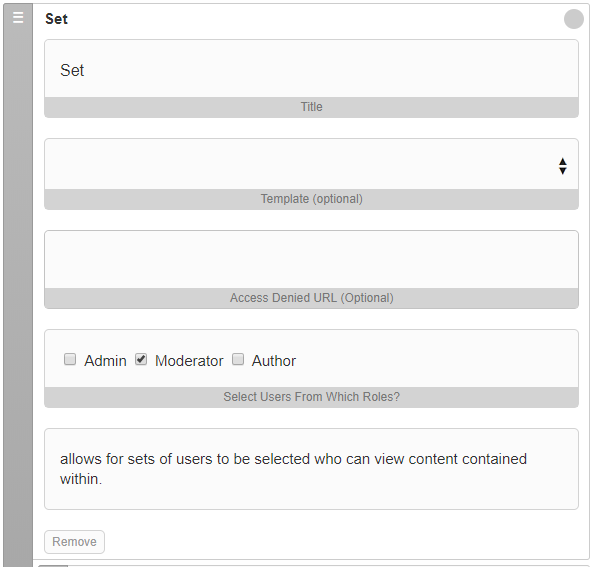 Set
Set
Title
Template (optional)
Access Denied URL (Optional)
Admin Moderator Author
Select Users From Which Roles?
allows for sets of users to be selected who can view content contained
within.
Remove